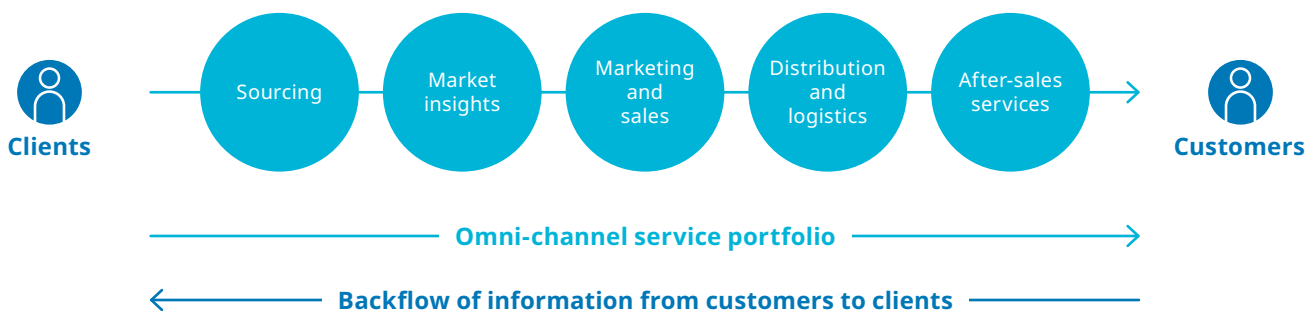 Clients
Sourcing
Market
insights
Marketing
and
sales
Distribution
and
logistics
After-sales
services
Customers
Omni-channel service portfolio
Backflow of information from customers to clients